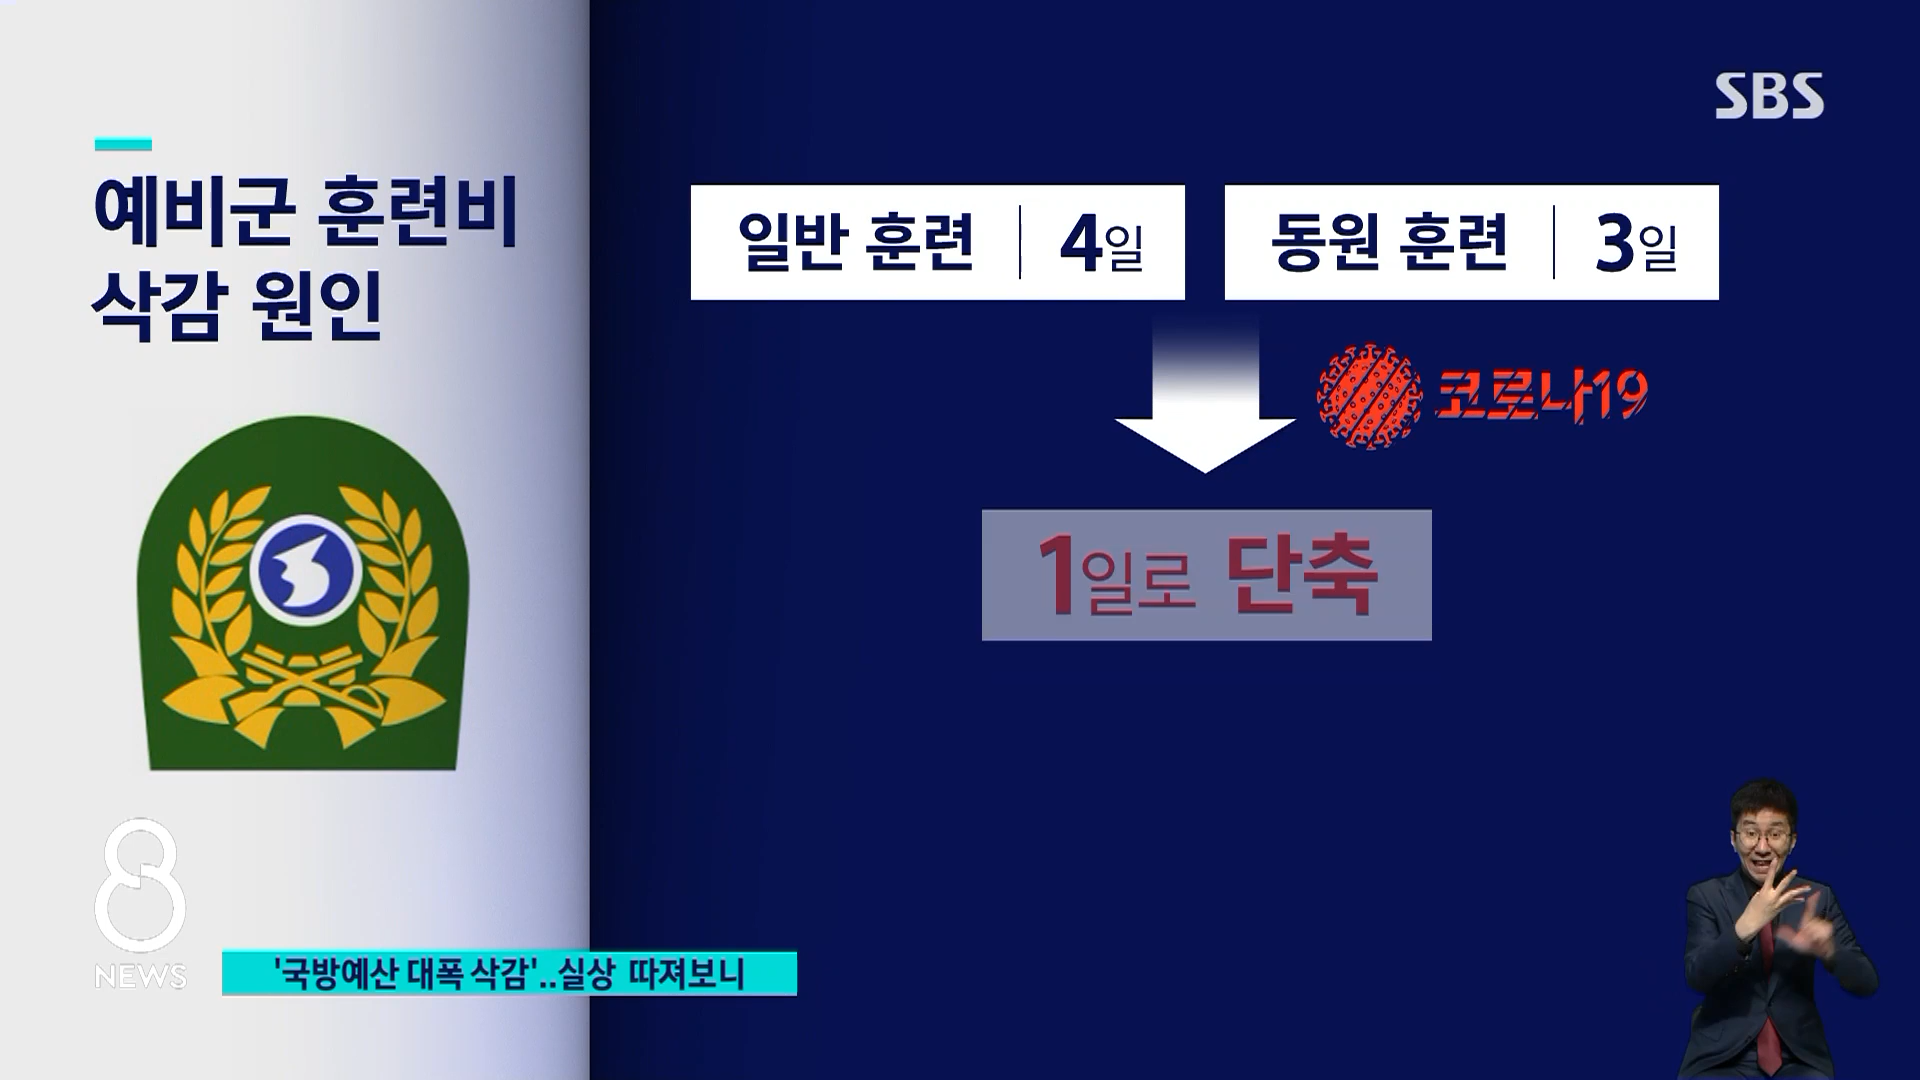 SBS
예비군 훈련비
삭감 원인
일반 훈련 4일
동원 훈련 3일
코로나19
1일로 단축
8
NEWS
'국방예산 대폭 삭감'..실상 따져보니